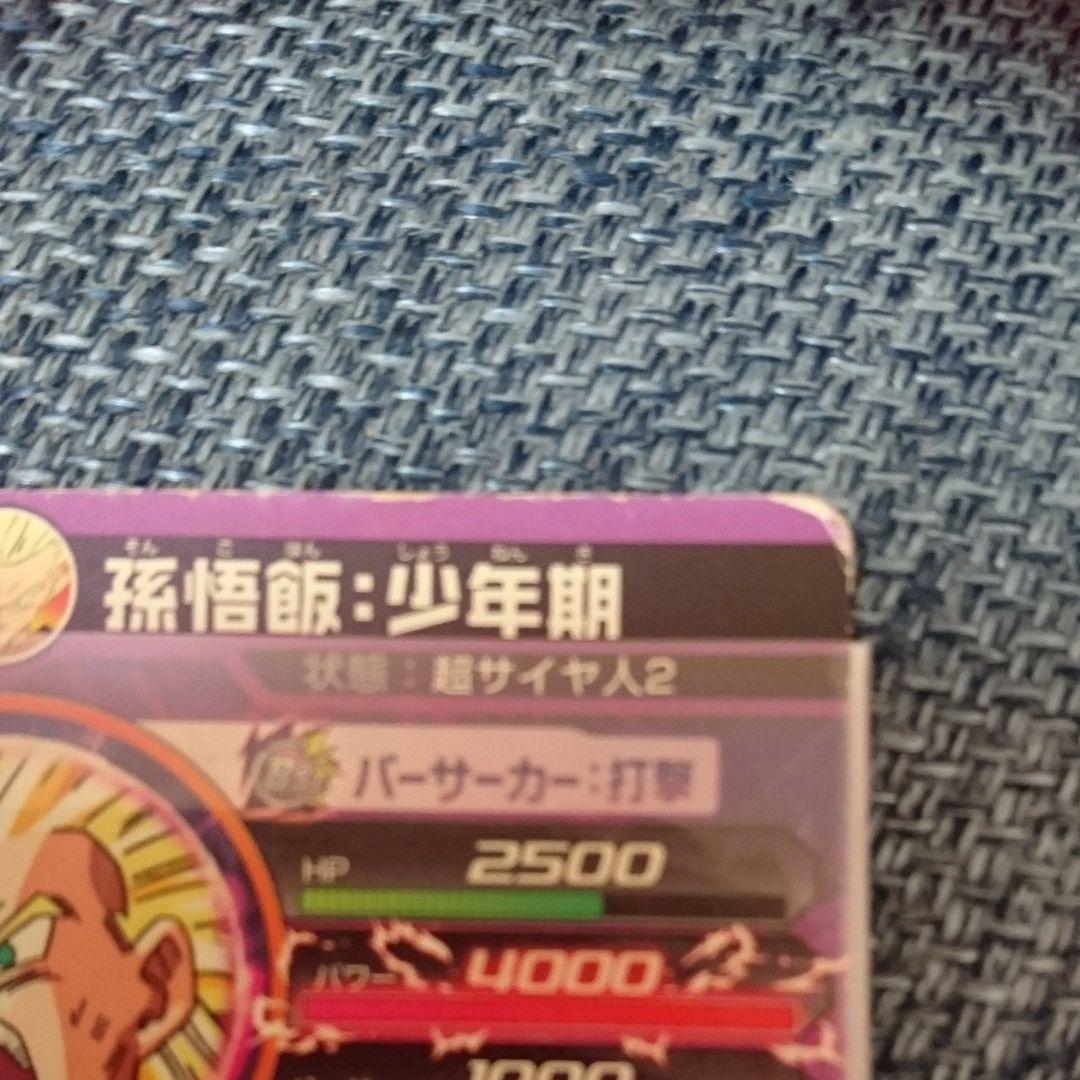 そん ご はん しょう ねん き
孫悟飯:少年期
状態:超サイヤ人2
バーサーカー:打撃
HP 2500
パワー 4000
1000